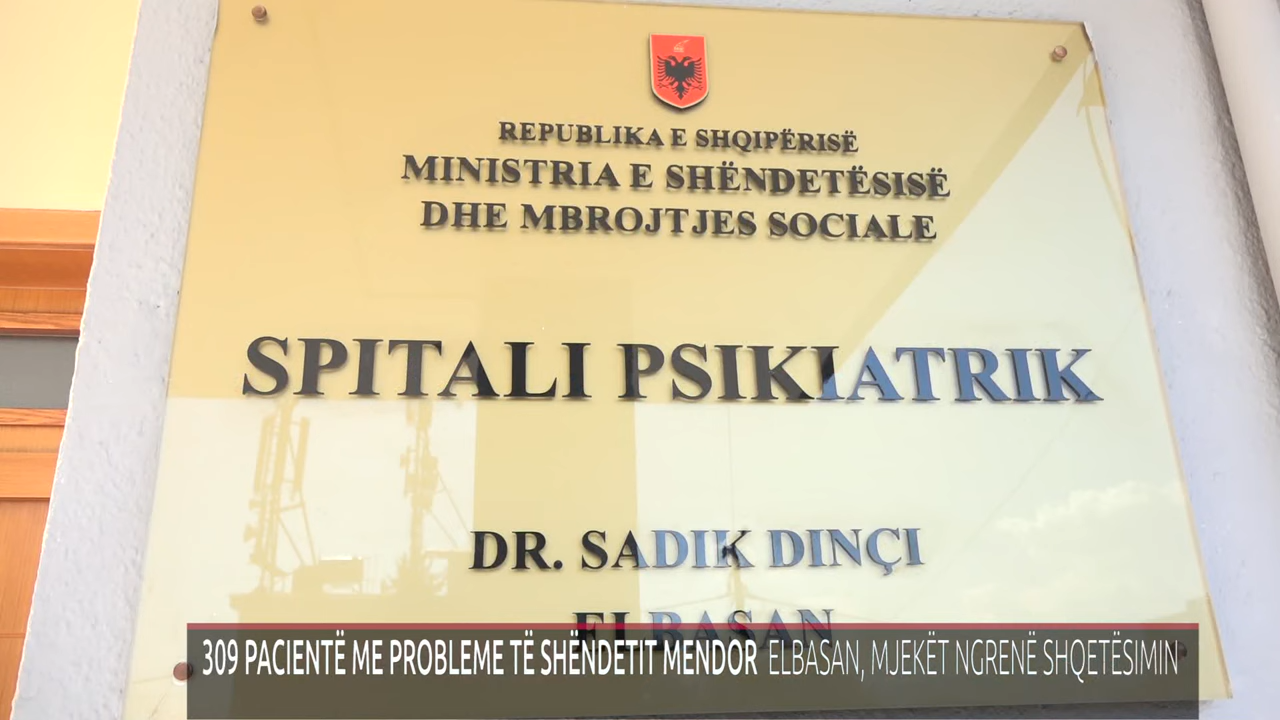 REPUBLIKA E SHQIPËRISË
MINISTRIA E SHËNDETËSISË
DHE MBROJTJES SOCIALE
SPITALI PSIKIATRIK
DR. SADIK DINÇI
ELBASAN
309 PACIENTË ME PROBLEME TË SHËNDETIT MENDOR ELBASAN, MJEKËT NGRENË SHQETËSIMIN